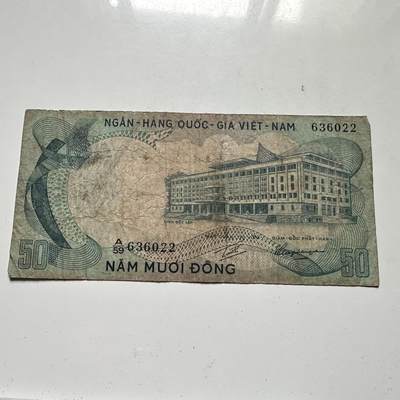 NGÂN-HÀNG QUỐC-GIA VIỆT-NAM 636022
A/59 636022
50 NĂM MƯƠI ĐỒNG 50